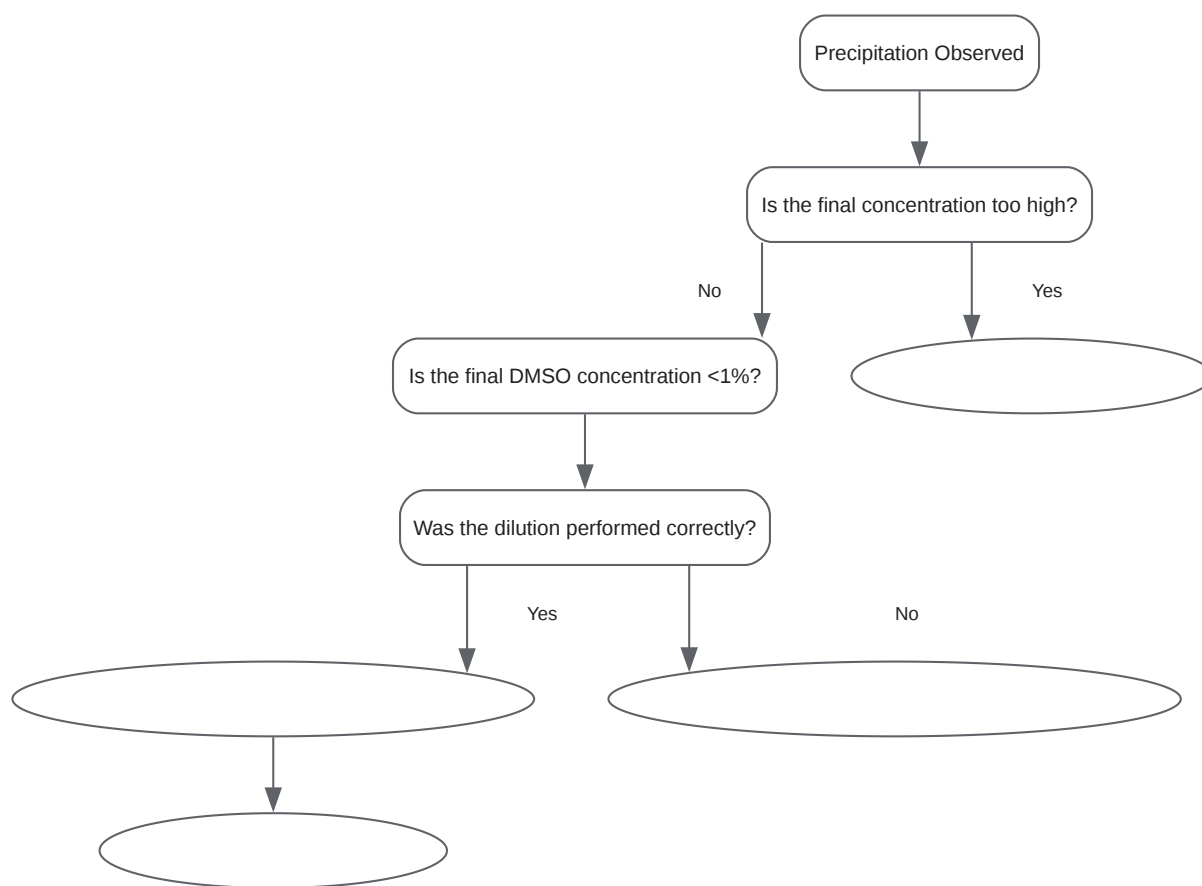 Precipitation Observed
Is the final concentration too high?
No
Yes
Is the final DMSO concentration <1%?
Was the dilution performed correctly?
Yes
No